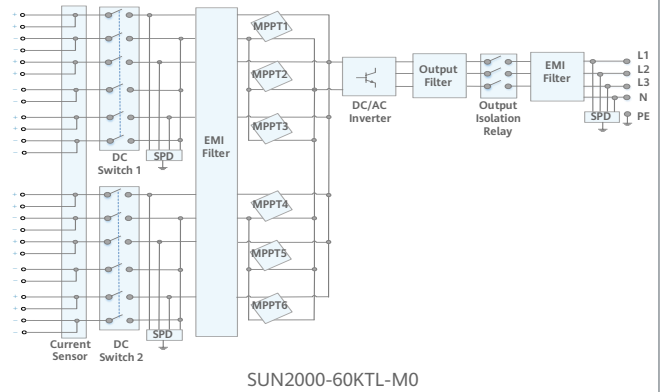 MPPT1
MPPT2
MPPT3
MPPT4
MPPT5
MPPT6
EMI
Filter
SPD
DC
Switch 1
SPD
DC
Switch 2
Current
Sensor
DC/AC
Inverter
Output
Filter
Output
Isolation
Relay
EMI
Filter
L1
L2
L3
N
PE
SPD
SUN2000-60KTL-M0